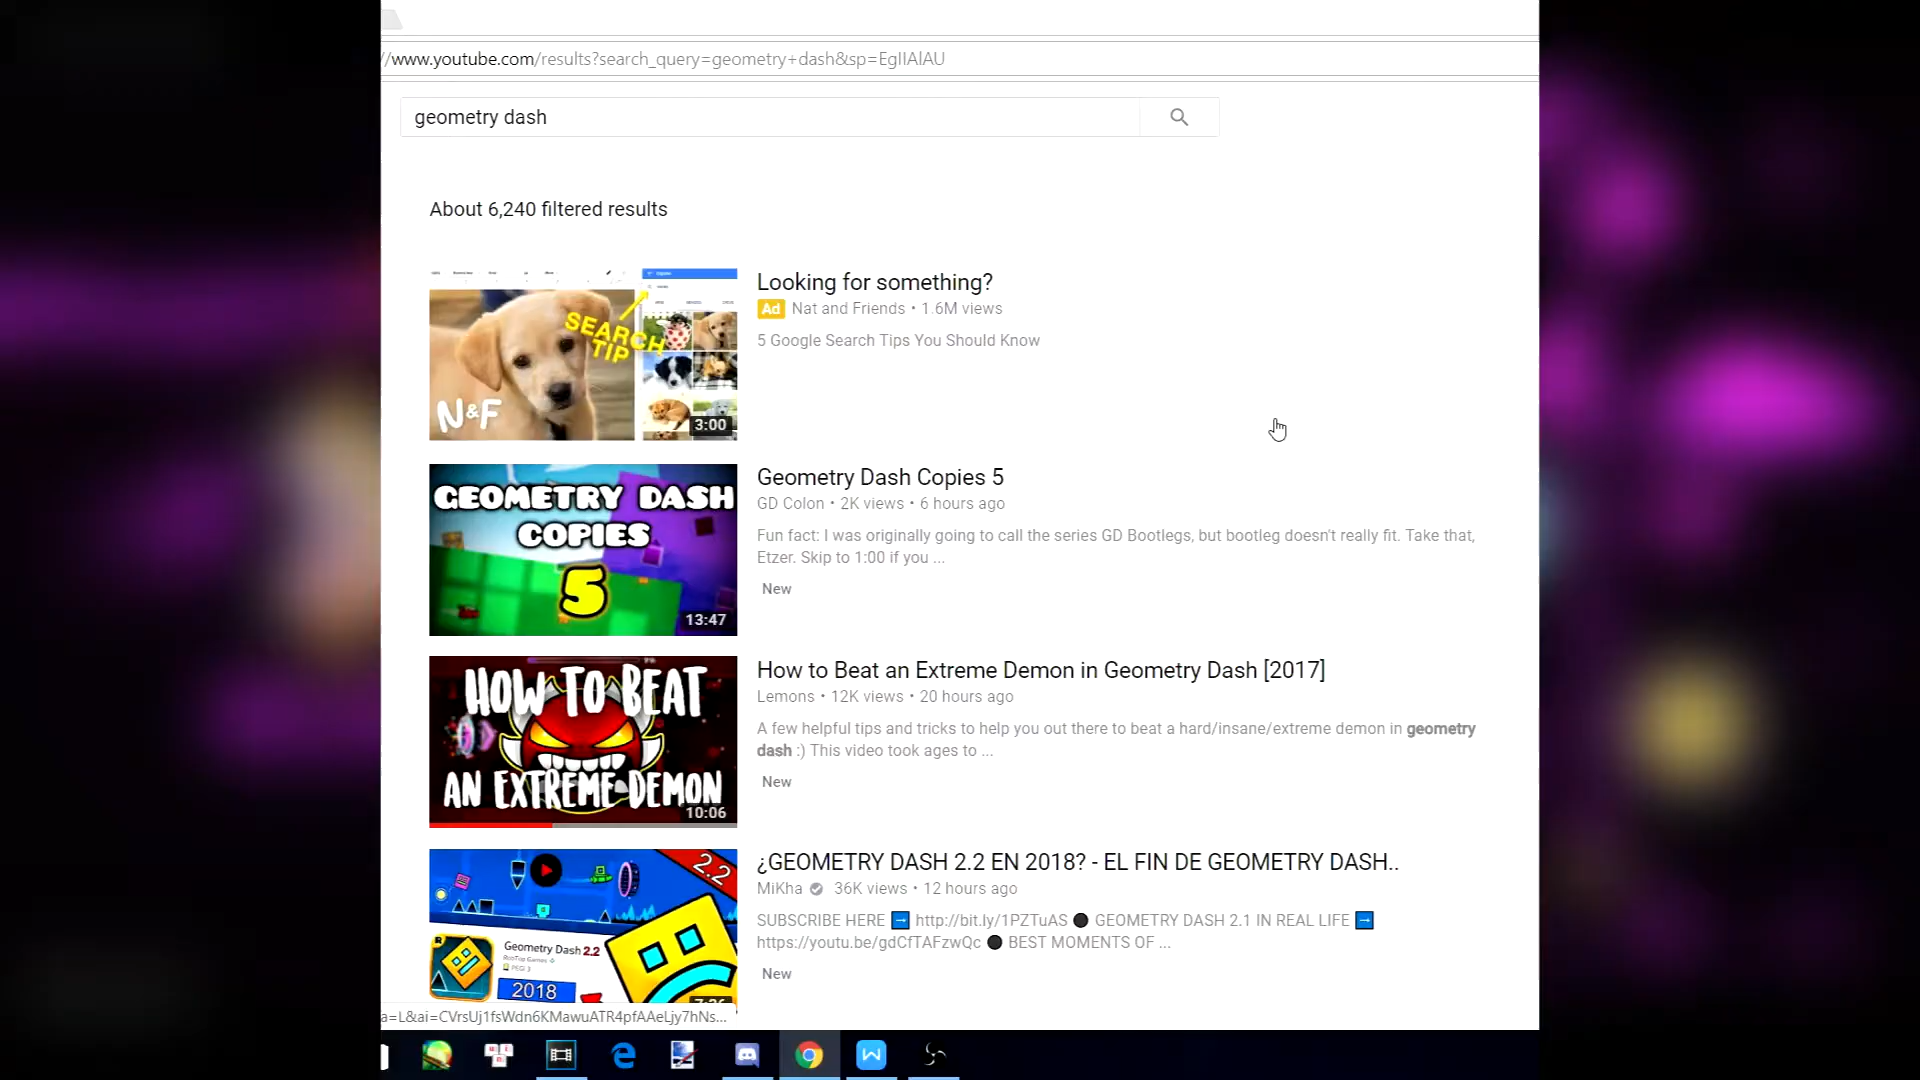 //www.youtube.com/results?search_query=geometry+dash&sp=EgIIAlAU
geometry dash
About 6,240 filtered results
SEARCH
TIP
N&F
3:00
Looking for something?
Ad Nat and Friends • 1.6M views
5 Google Search Tips You Should Know
GEOMETRY DASH
COPIES
5
13:47
Geometry Dash Copies 5
GD Colon • 2K views • 6 hours ago
Fun fact: I was originally going to call the series GD Bootlegs, but bootleg doesn't really fit. Take that,
Etzer. Skip to 1:00 if you ...
New
HOW TO BEAT
AN EXTREME DEMON
10:06
How to Beat an Extreme Demon in Geometry Dash [2017]
Lemons • 12K views • 20 hours ago
A few helpful tips and tricks to help you out there to beat a hard/insane/extreme demon in geometry
dash :) This video took ages to ...
New
2.2
Geometry Dash 2.2
RobTop Games
PEGI 3
2018
¿GEOMETRY DASH 2.2 EN 2018? - EL FIN DE GEOMETRY DASH..
MiKha 36K views • 12 hours ago
SUBSCRIBE HERE ➡ http://bit.ly/1PZTuAS ⚫ GEOMETRY DASH 2.1 IN REAL LIFE ➡
https://youtu.be/gdCfTAFzwQc ⚫ BEST MOMENTS OF ...
New
a=L&ai=CVrsUj1fsWdn6KMawuATR4pfAAeLjy7hNs...